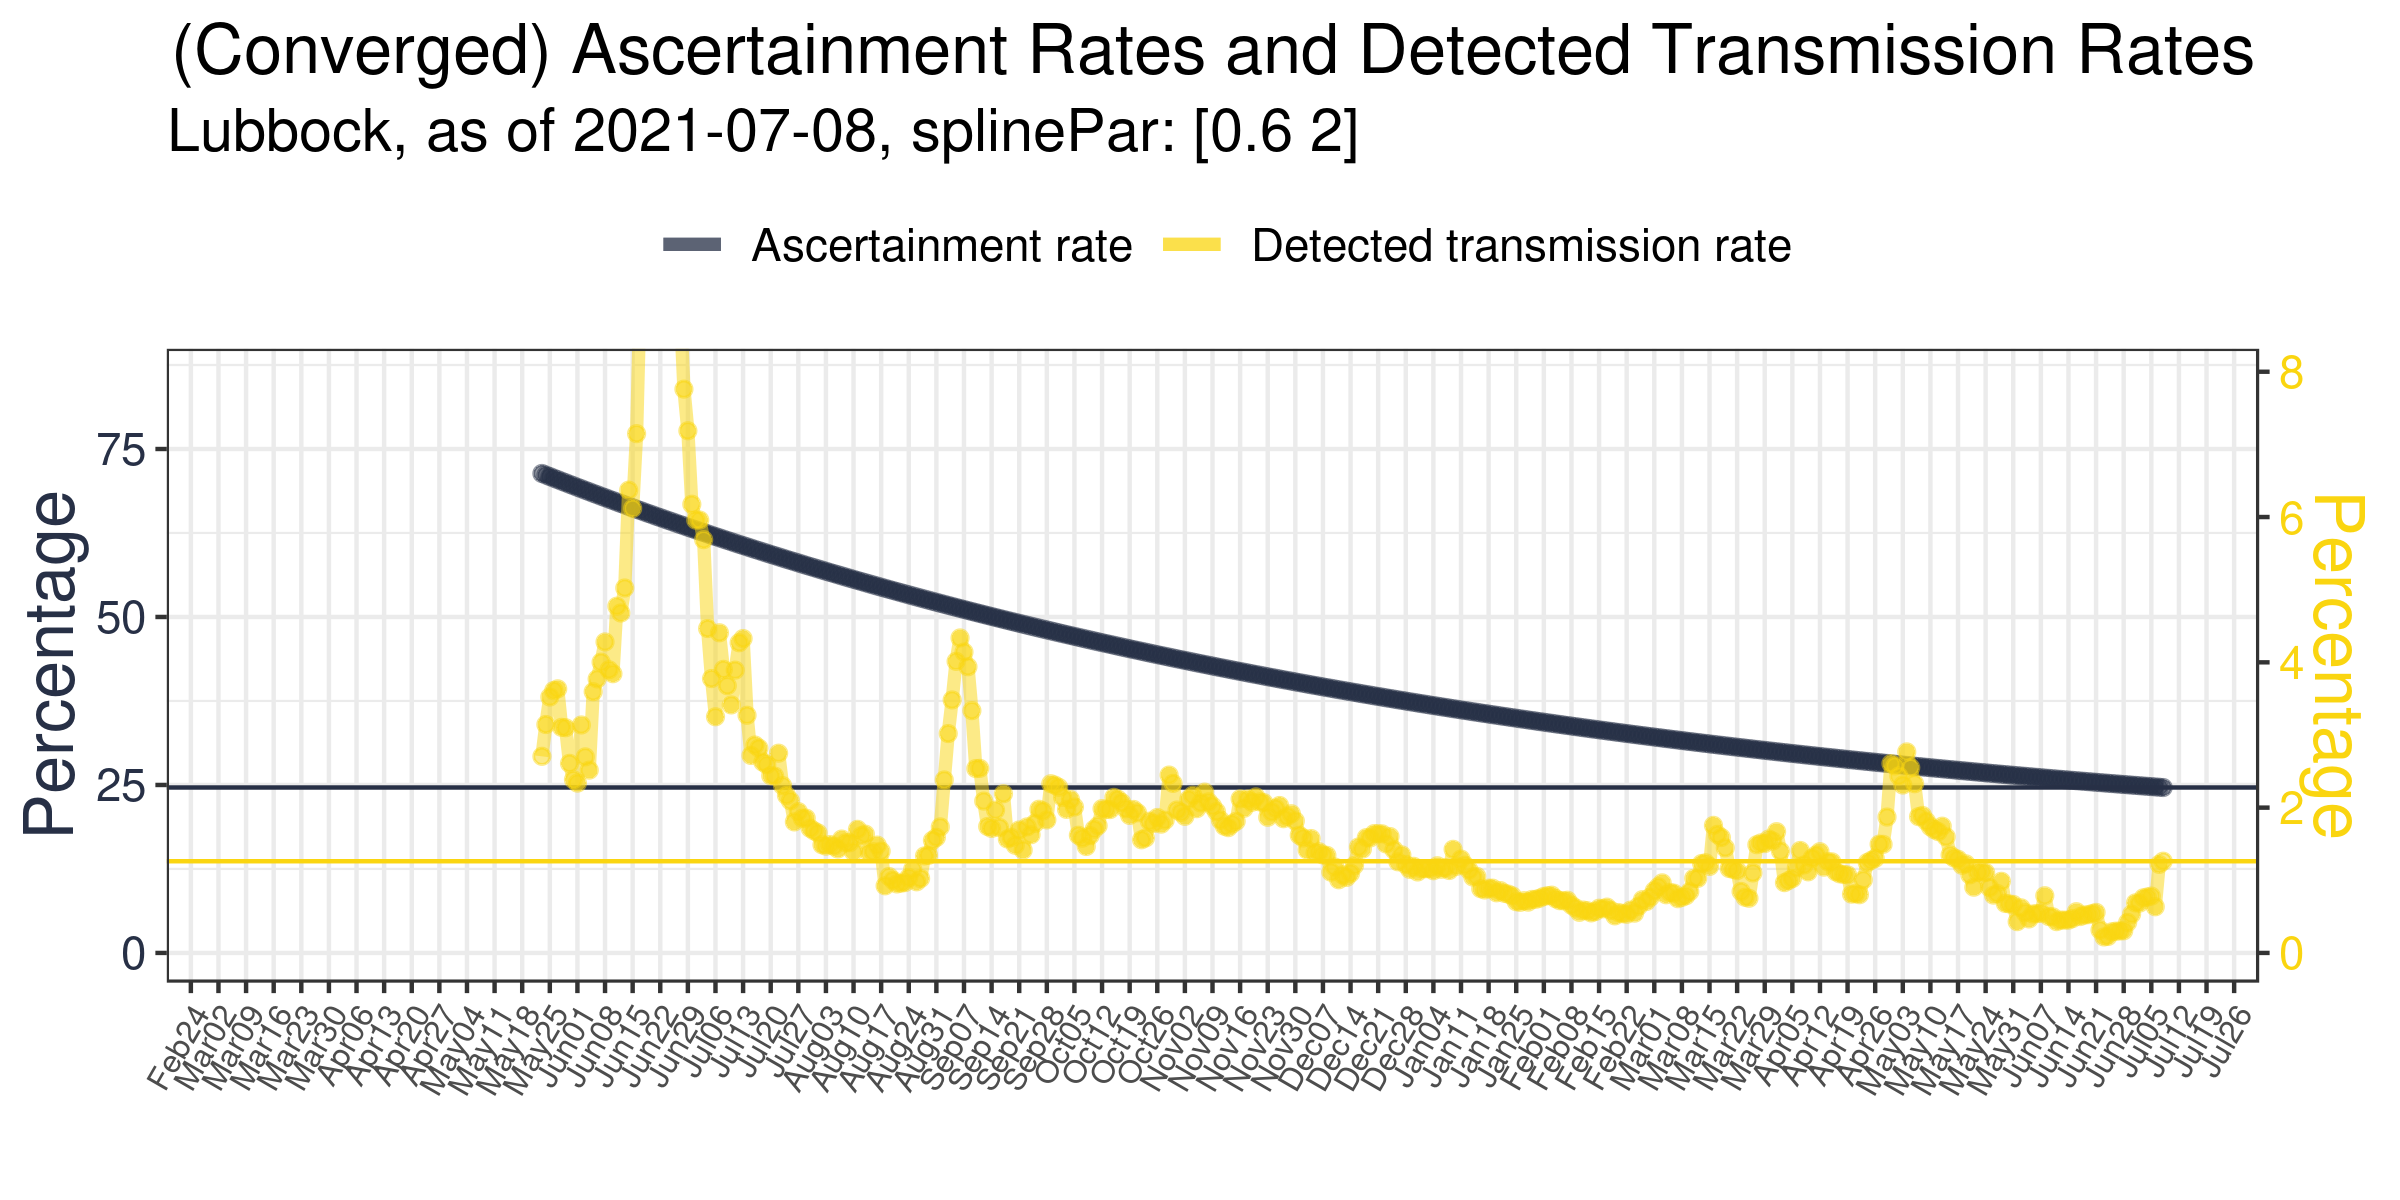 (Converged) Ascertainment Rates and Detected Transmission Rates
Lubbock, as of 2021-07-08, splinePar: [0.6 2]
Ascertainment rate Detected transmission rate
Percentage
75
50
25
0
8
6
4
2
0
Percentage
Feb24 Mar02 Mar09 Mar16 Mar23 Mar30 Apr06 Apr13 Apr20 Apr27 May04 May11 May18 May25 Jun01 Jun08 Jun15 Jun22 Jun29 Jul06 Jul13 Jul20 Jul27 Aug03 Aug10 Aug17 Aug24 Aug31 Sep07 Sep14 Sep21 Sep28 Oct05 Oct12 Oct19 Oct26 Nov02 Nov09 Nov16 Nov23 Nov30 Dec07 Dec14 Dec21 Dec28 Jan04 Jan11 Jan18 Jan25 Feb01 Feb08 Feb15 Feb22 Mar01 Mar08 Mar15 Mar22 Mar29 Apr05 Apr12 Apr19 Apr26 May03 May10 May17 May24 May31 Jun07 Jun14 Jun21 Jun28 Jul05 Jul12 Jul19 Jul26